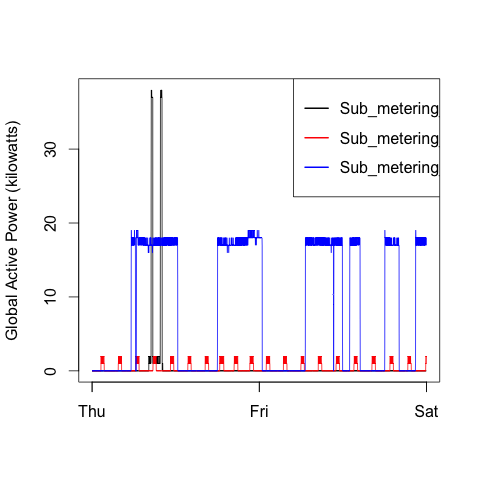 Global Active Power (kilowatts)
30
20
10
0
Sub_metering
Sub_metering
Sub_metering
Thu Fri Sat